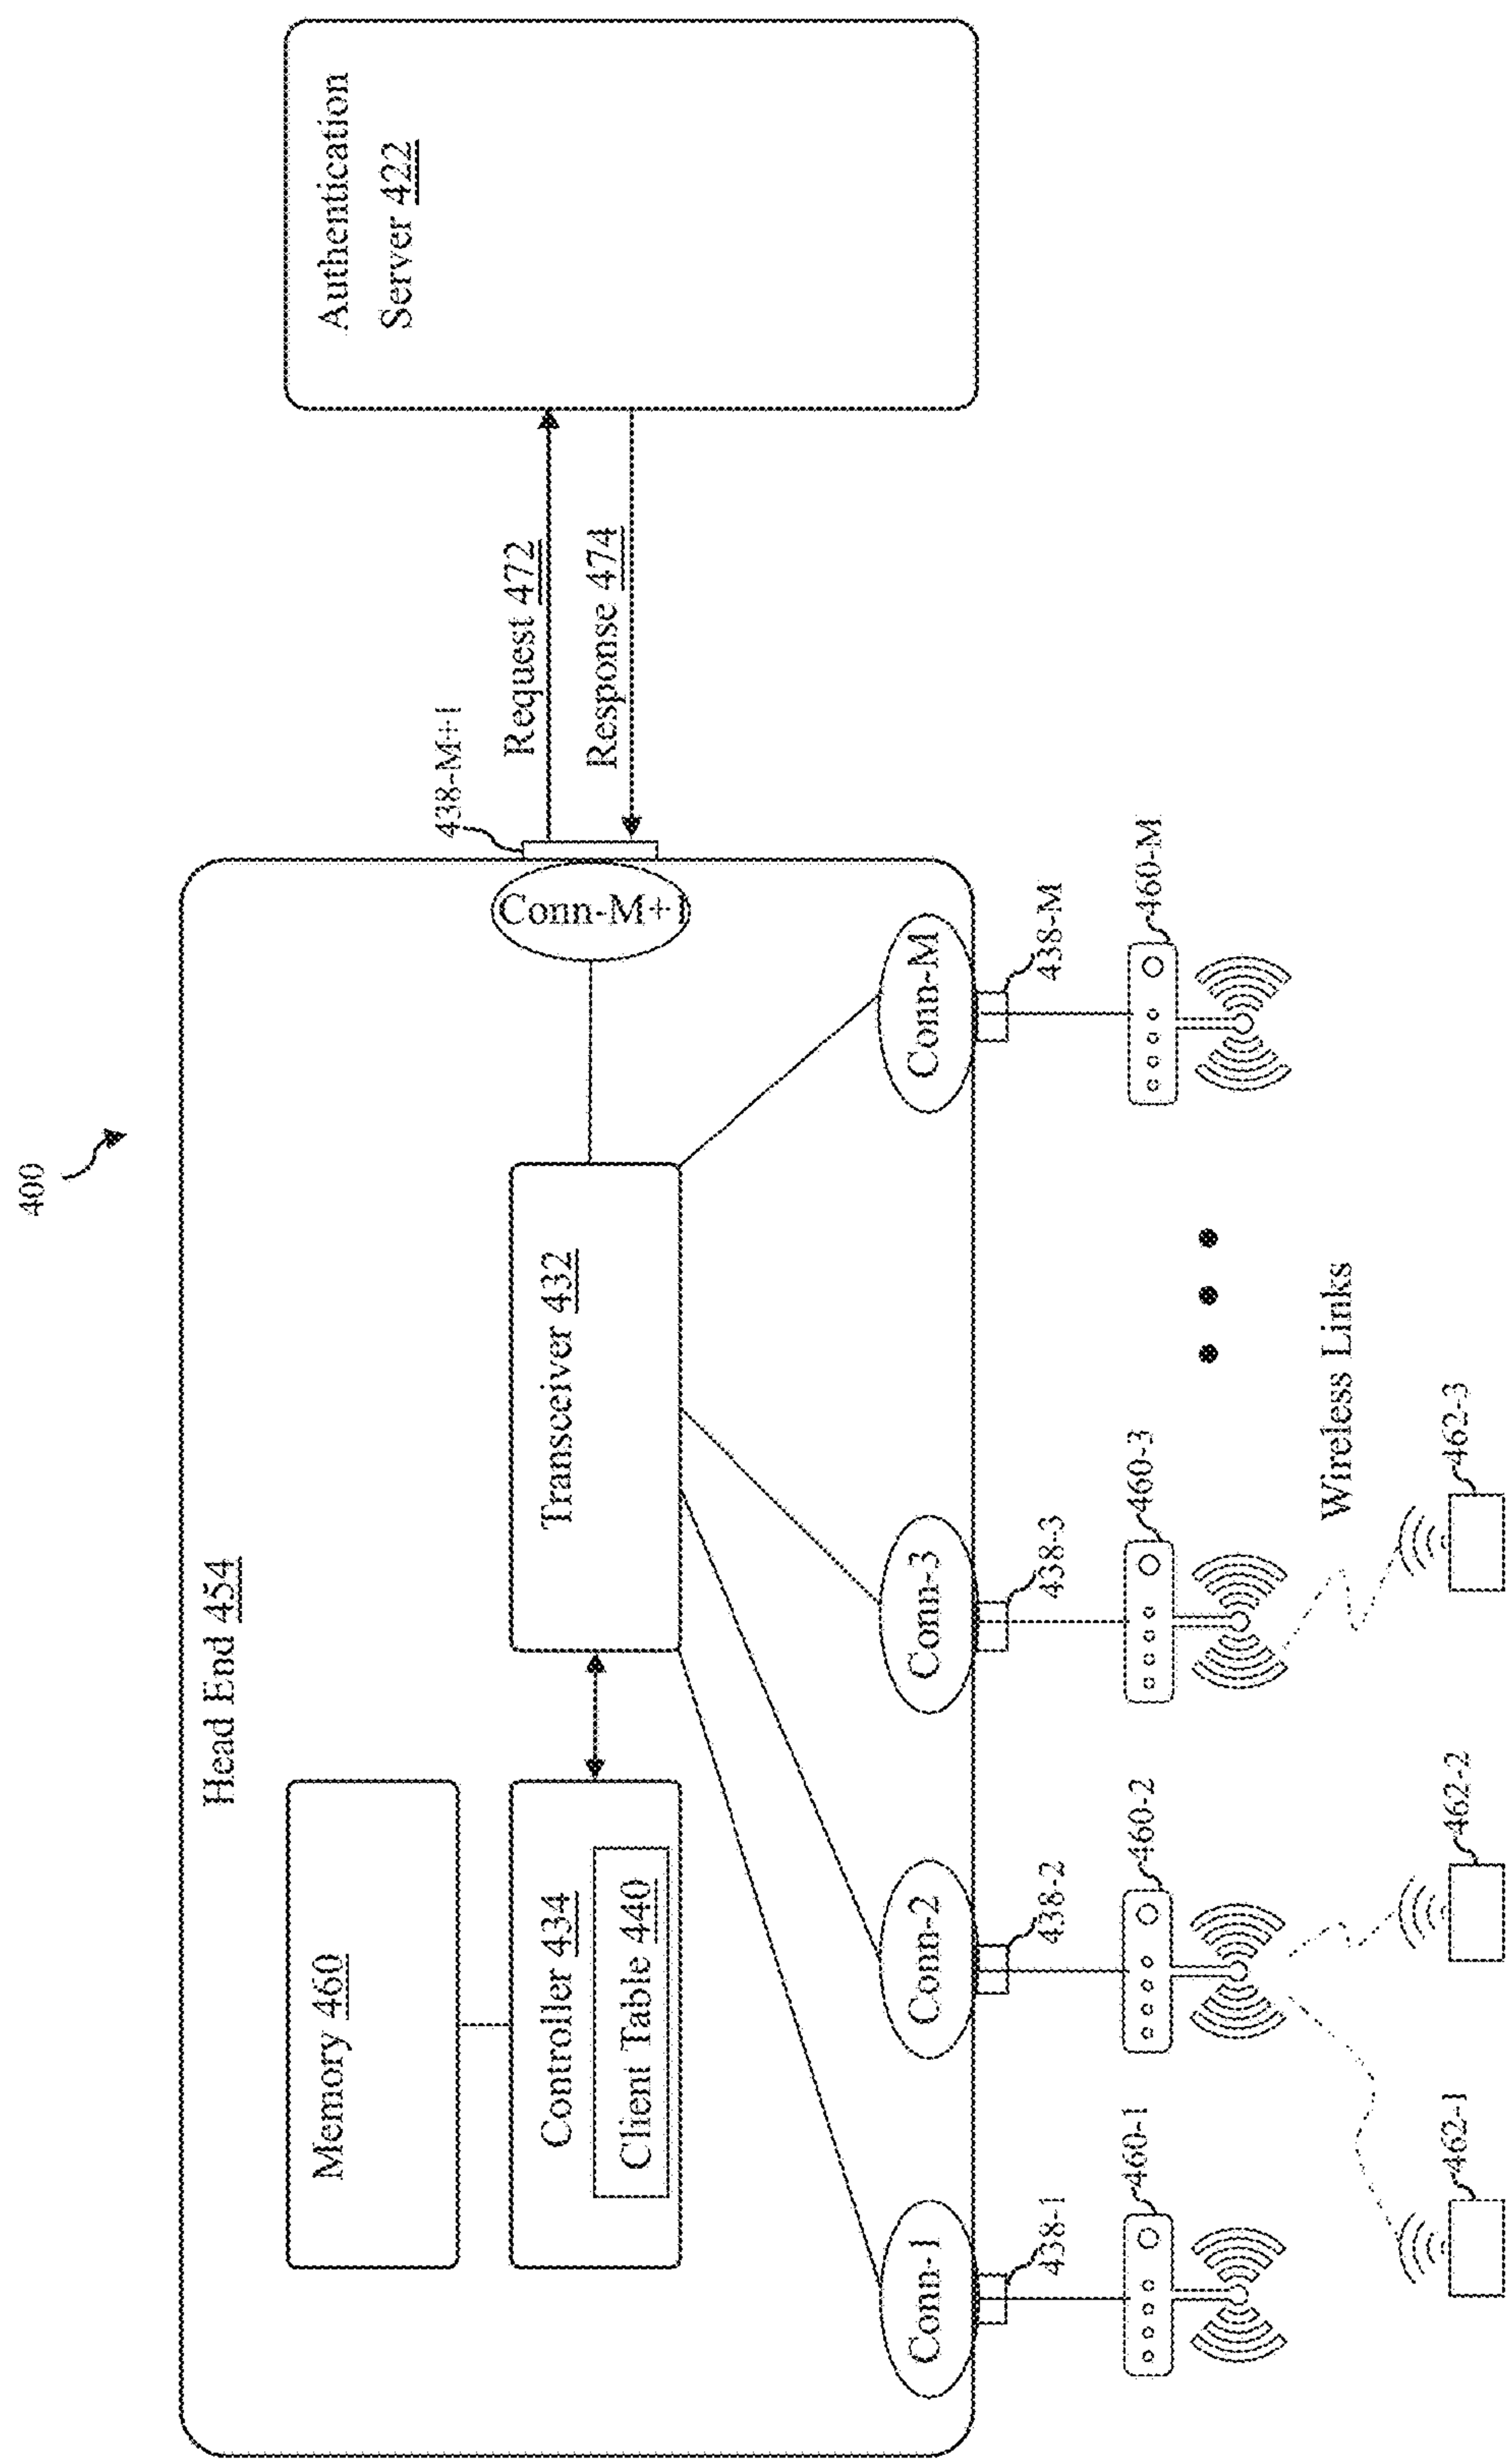 400
Head End 454
Memory 460
Controller 434
Client Table 440
Transceiver 432
Conn-M+1
438-M+1
Request 472
Response 474
Authentication
Server 422
Conn-1
Conn-2
Conn-3
Conn-M
438-1
438-2
438-3
438-M
460-1
460-2
460-3
460-M
Wireless Links
462-1
462-2
462-3